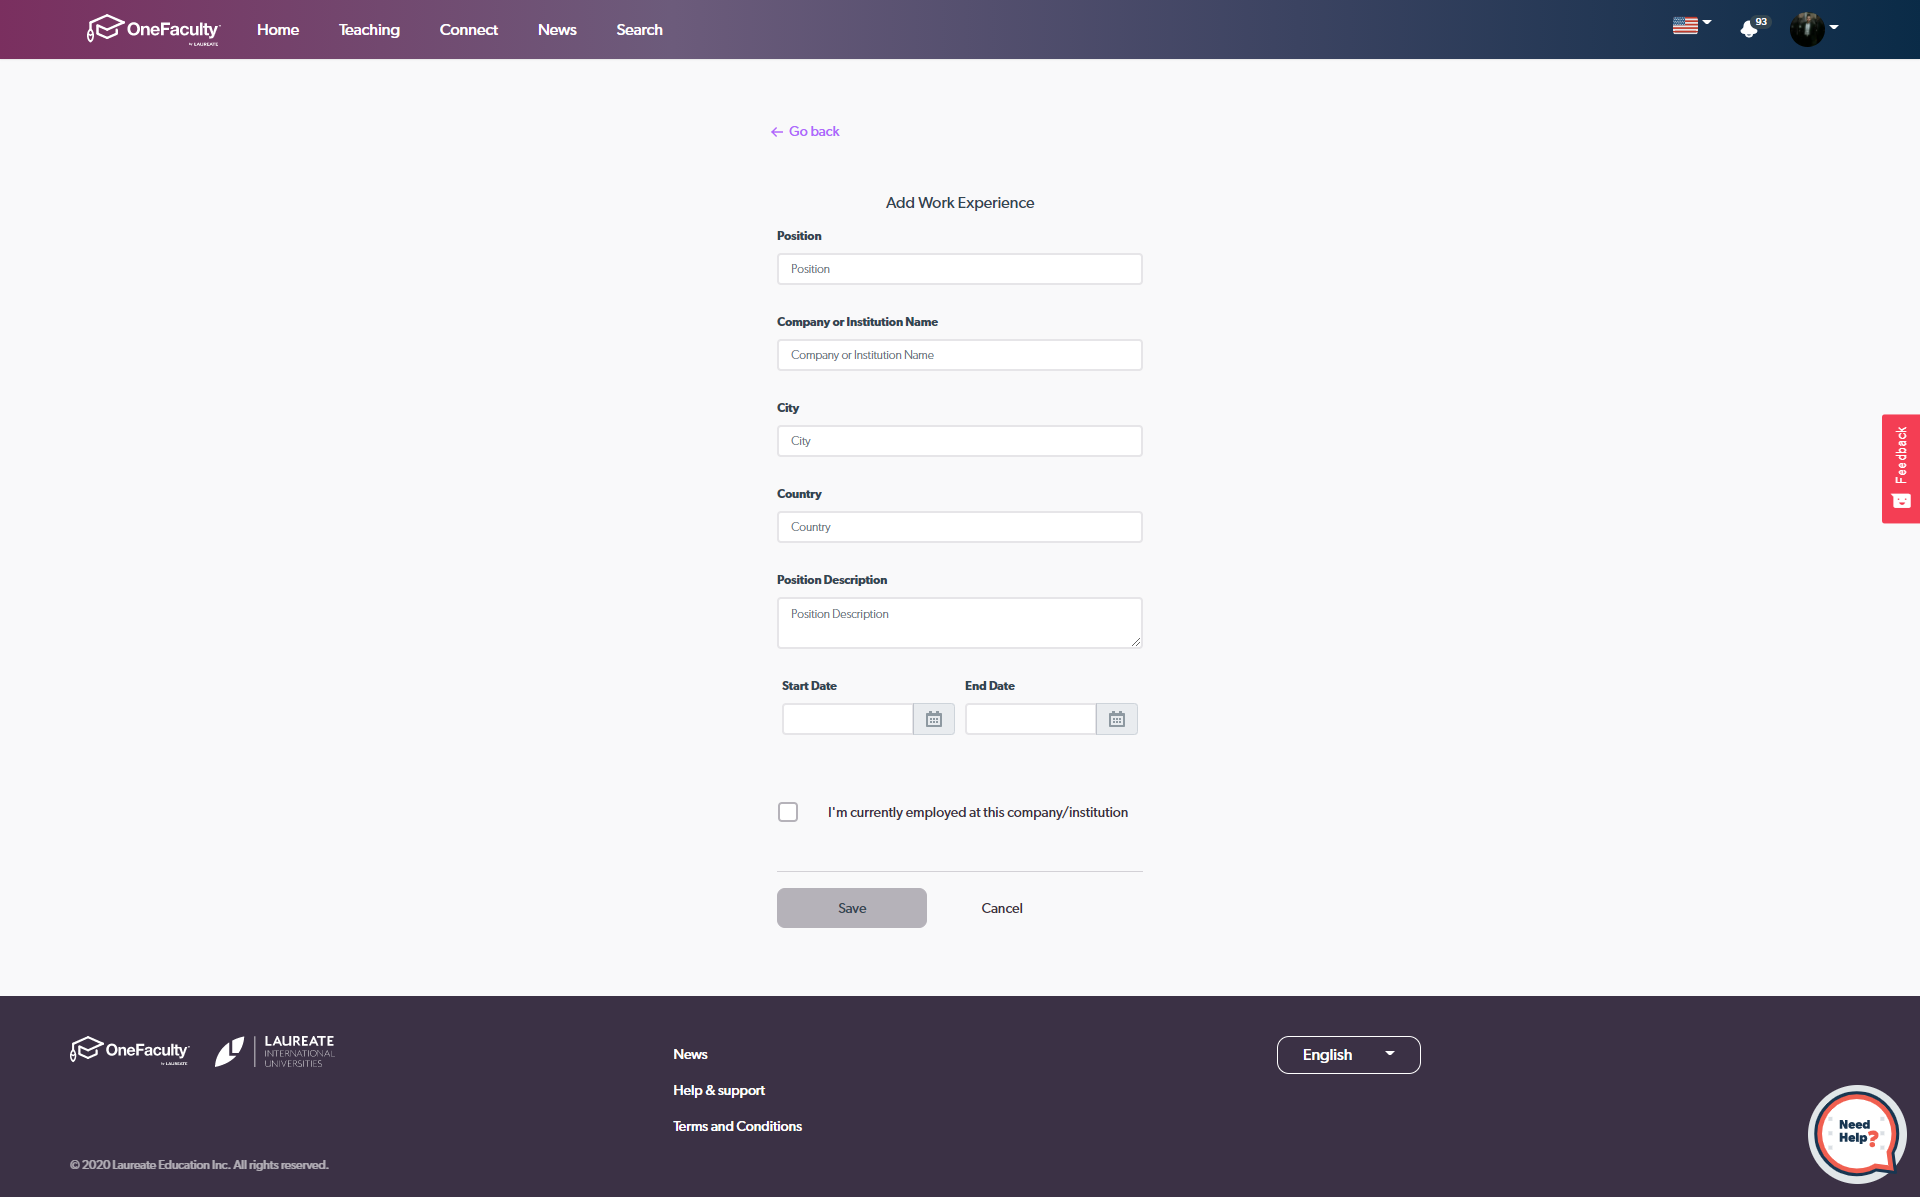 OneFaculty
by LAUREATE
Home
Teaching
Connect
News
Search
93
Go back
Add Work Experience
Position
Position
Company or Institution Name
Company or Institution Name
City
City
Country
Country
Position Description
Position Description
Start Date
End Date
I'm currently employed at this company/institution
Save
Cancel
Feedback
OneFaculty
by LAUREATE
LAUREATE
INTERNATIONAL
UNIVERSITIES
News
Help & support
Terms and Conditions
English
Need
Help?
© 2020 Laureate Education Inc. All rights reserved.